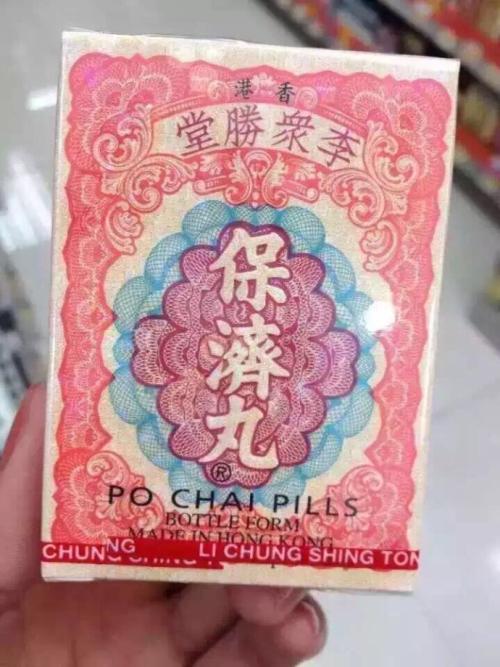 香港
李衆勝堂
保濟丸
®
PO CHAI PILLS
BOTTLE FORM
MADE IN HONG KONG
CHUNG NG LI CHUNG SHING TON